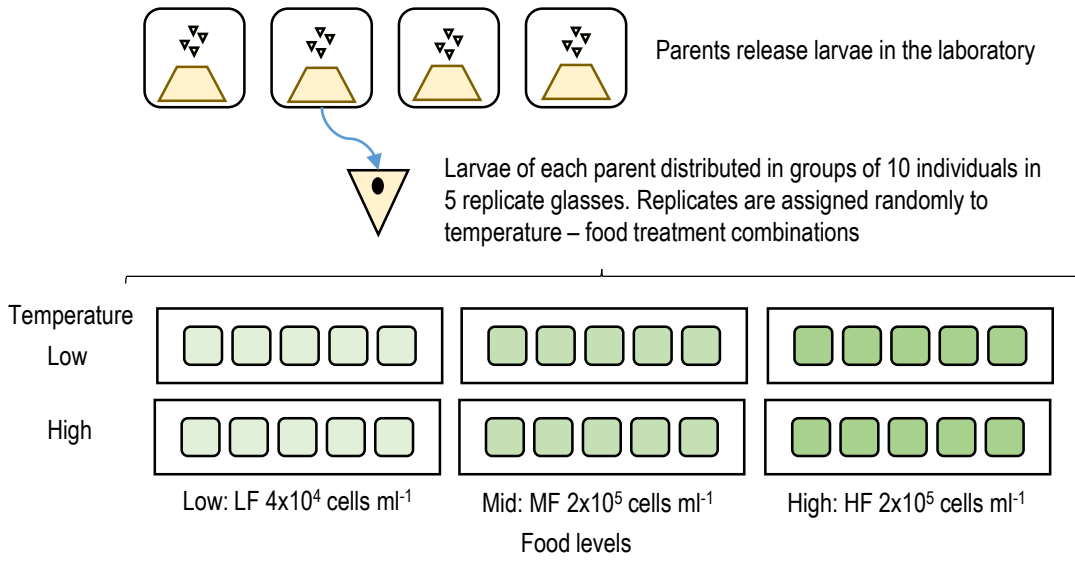 Parents release larvae in the laboratory
Larvae of each parent distributed in groups of 10 individuals in
5 replicate glasses. Replicates are assigned randomly to
temperature – food treatment combinations
Temperature
Low
High
Low: LF 4x10⁴ cells ml⁻¹
Mid: MF 2x10⁵ cells ml⁻¹
High: HF 2x10⁵ cells ml⁻¹
Food levels